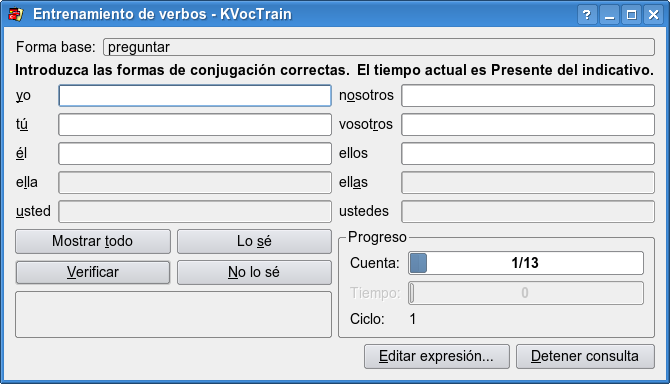 Entrenamiento de verbos - KVocTrain
Forma base: preguntar
Introduzca las formas de conjugación correctas. El tiempo actual es Presente del indicativo.
yo nosotros
tú vosotros
él ellos
ella ellas
usted ustedes
Mostrar todo Lo sé
Verificar No lo sé
Progreso
Cuenta: 1/13
Tiempo: 0
Ciclo: 1
Editar expresión... Detener consulta